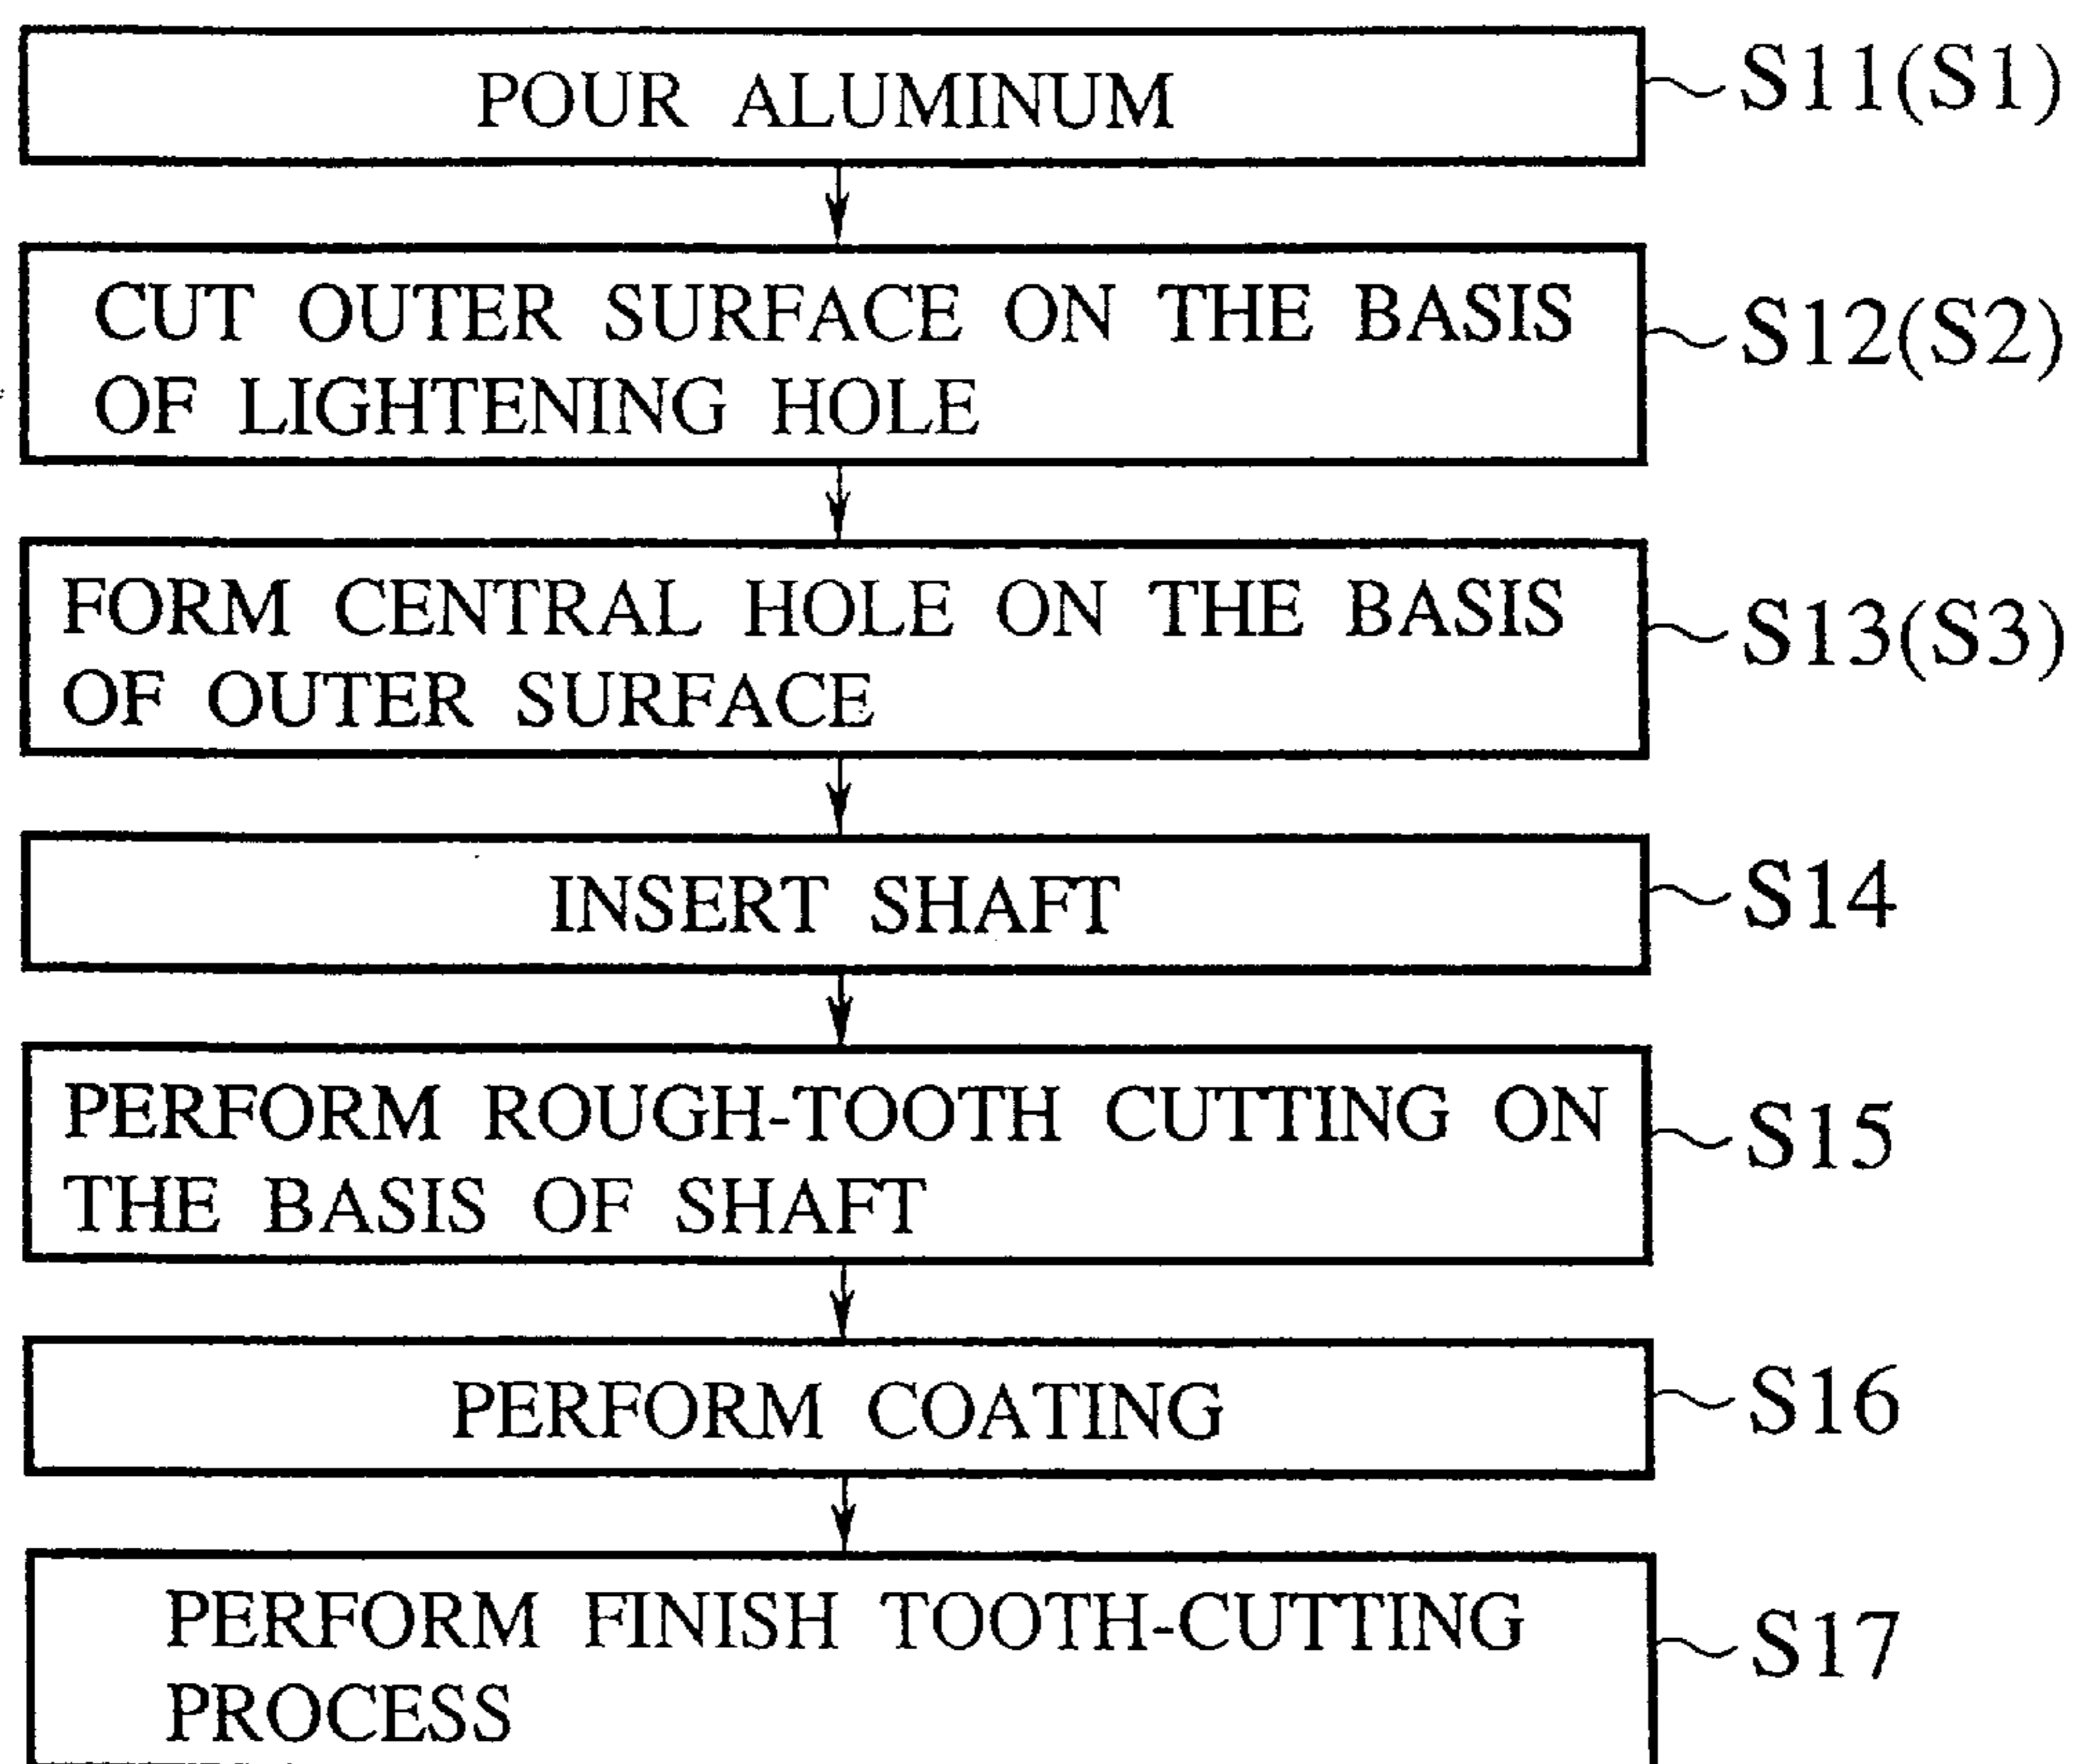 POUR ALUMINUM
S11(S1)
CUT OUTER SURFACE ON THE BASIS
OF LIGHTENING HOLE
S12(S2)
FORM CENTRAL HOLE ON THE BASIS
OF OUTER SURFACE
S13(S3)
INSERT SHAFT
S14
PERFORM ROUGH-TOOTH CUTTING ON
THE BASIS OF SHAFT
S15
PERFORM COATING
S16
PERFORM FINISH TOOTH-CUTTING
PROCESS
S17